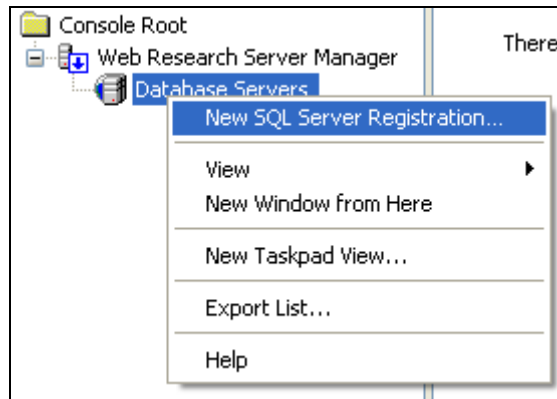 Console Root
There
Web Research Server Manager
Database Servers
New SQL Server Registration...
View
New Window from Here
New Taskpad View...
Export List...
Help